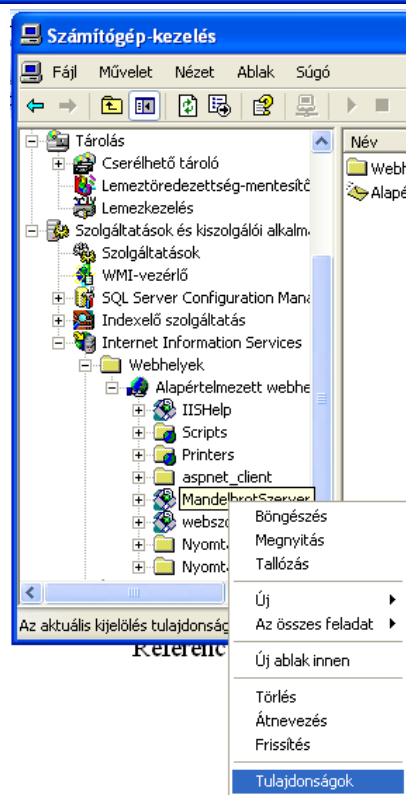 Számítógép-kezelés
Fájl Művelet Nézet Ablak Súgó
Tárolás
Cserélhető tároló
Lemeztöredezettség-mentesítő
Lemezkezelés
Szolgáltatások és kiszolgálói alkalm
Szolgáltatások
WMI-vezérlő
SQL Server Configuration Mana
Indexelő szolgáltatás
Internet Information Services
Webhelyek
Alapértelmezett webhe
IISHelp
Scripts
Printers
aspnet_client
MandelbrotSzerver
webszo
Nyomt
Nyomt
Név
Webh
Alapé
Böngészés
Megnyitás
Tallózás
Új
Az összes feladat
Új ablak innen
Törlés
Átnevezés
Frissítés
Tulajdonságok
Az aktuális kijelölés tulajdonság
Referenc